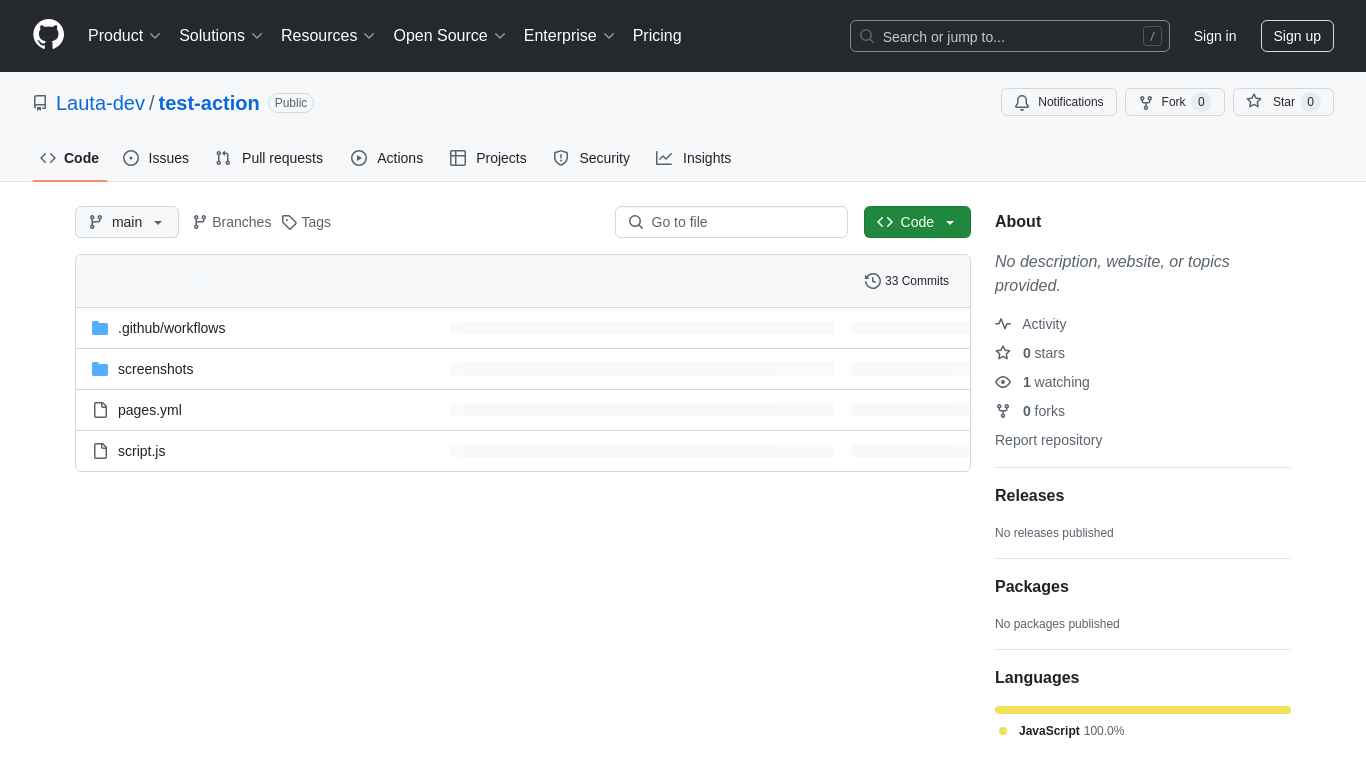 Product Solutions Resources Open Source Enterprise Pricing Search or jump to... / Sign in Sign up
Lauta-dev / test-action Public Notifications Fork 0 Star 0
Code Issues Pull requests Actions Projects Security Insights
main Branches Tags Go to file Code
33 Commits
.github/workflows
screenshots
pages.yml
script.js
About
No description, website, or topics
provided.
Activity
0 stars
1 watching
0 forks
Report repository
Releases
No releases published
Packages
No packages published
Languages
JavaScript 100.0%